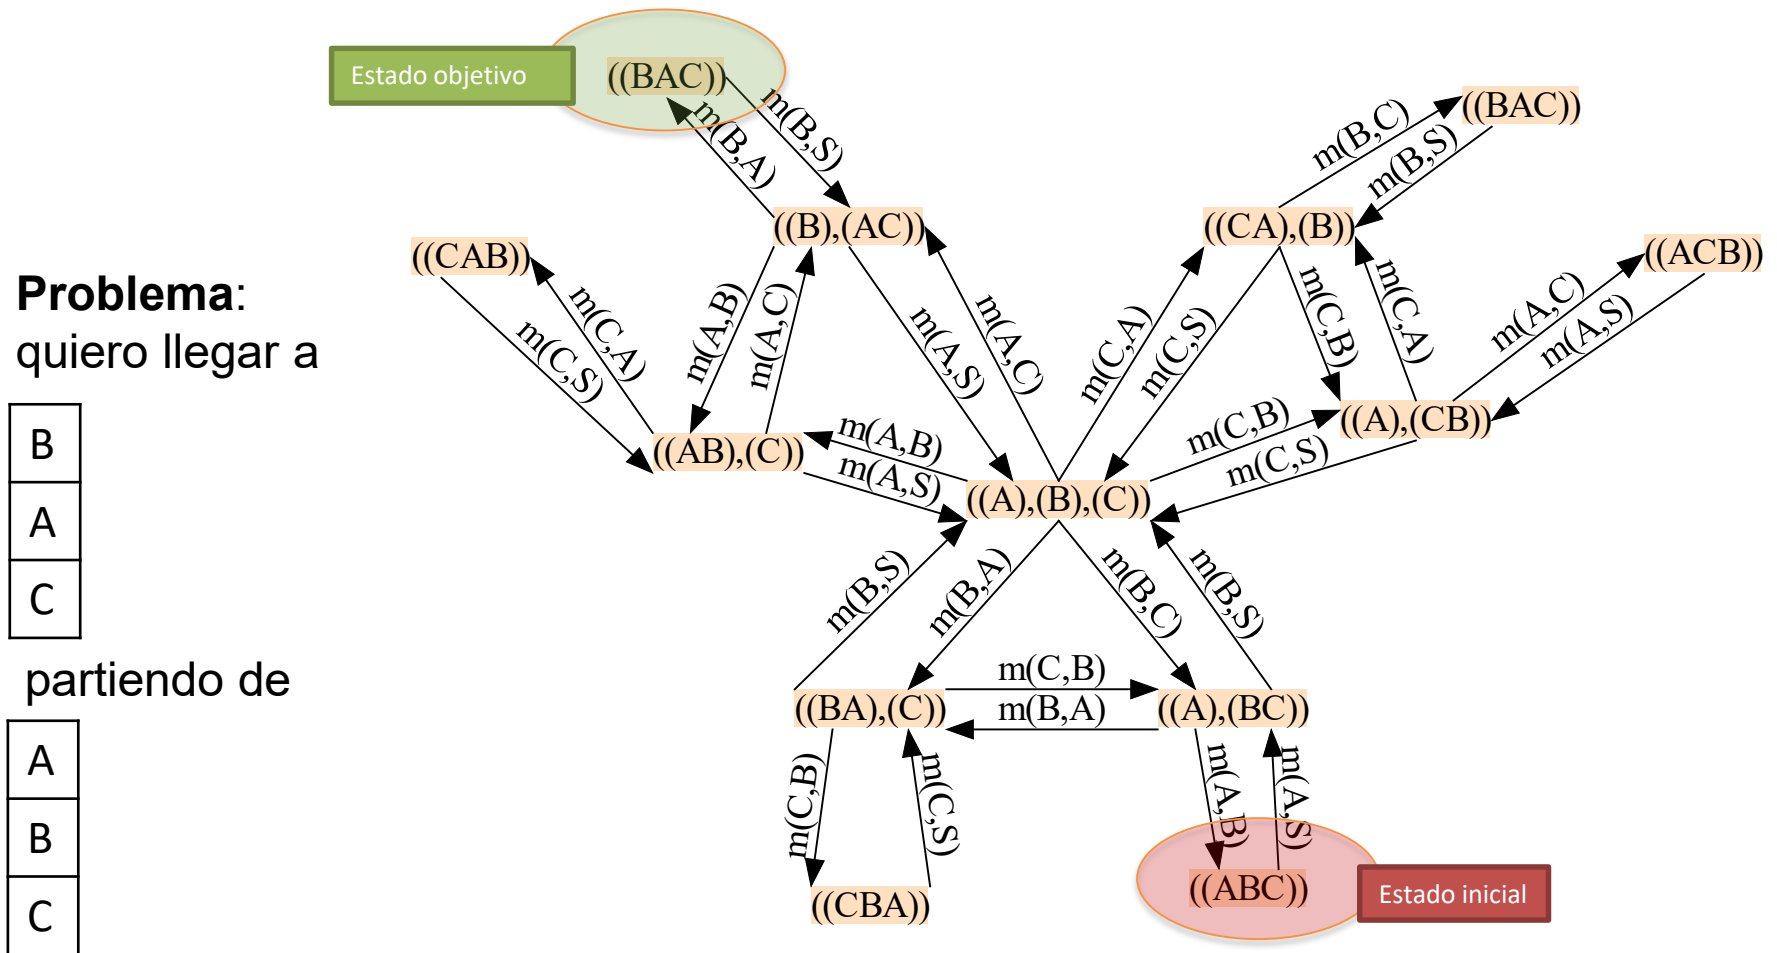 Estado objetivo
((BAC))
((BAC))
m(B,A)
m(B,S)
m(B,C)
m(B,S)
((B),(AC))
((CA),(B))
((CAB))
((ACB))
Problema:
quiero llegar a
m(C,A)
m(C,S)
m(A,B)
m(A,C)
m(A,S)
m(A,C)
m(C,A)
m(C,S)
m(C,B)
m(C,A)
m(A,C)
m(A,S)
B
A
C
((AB),(C))
m(A,B)
m(A,S)
m(C,B)
m(C,S)
((A),(CB))
((A),(B),(C))
m(B,S)
m(B,A)
m(B,C)
m(B,S)
partiendo de
A
B
C
((BA),(C))
m(C,B)
m(B,A)
((A),(BC))
m(C,B)
m(C,S)
m(A,B)
m(A,S)
((CBA))
((ABC))
Estado inicial